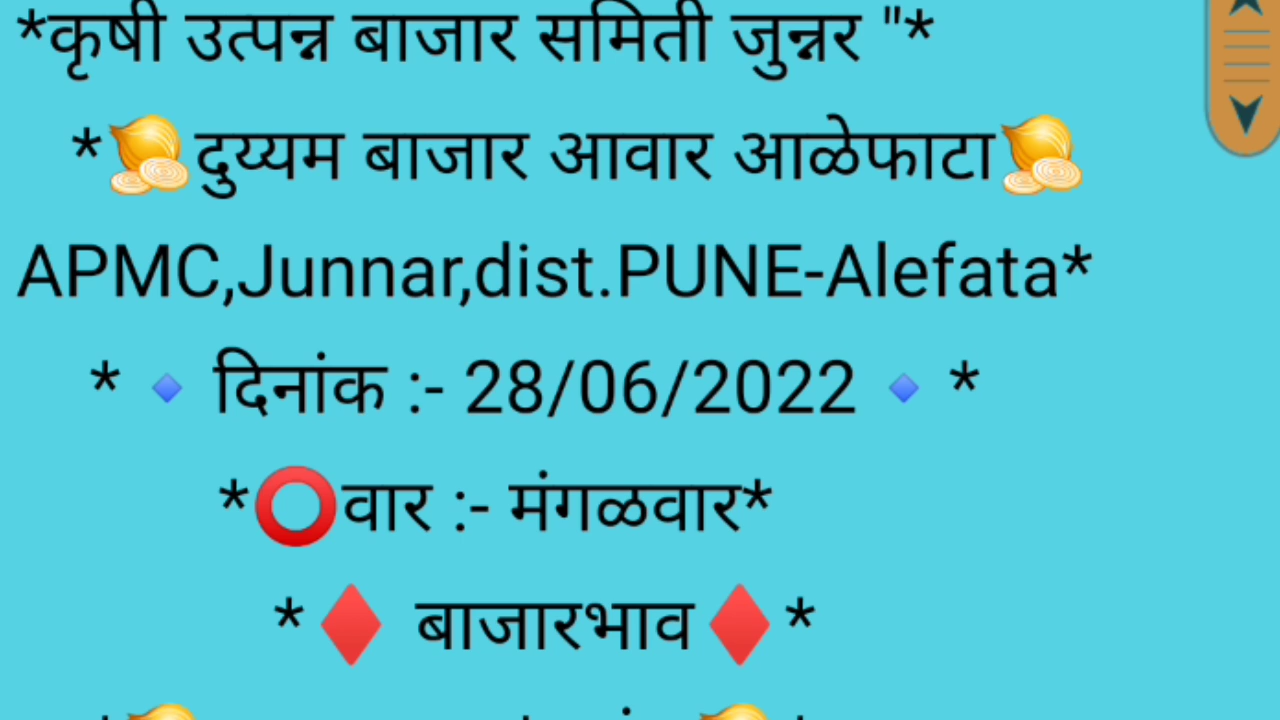 *कृषी उत्पन्न बाजार समिती जुन्नर "*
*🧅दुय्यम बाजार आवार आळेफाटा🧅
APMC,Junnar,dist.PUNE-Alefata*
*🔹दिनांक :- 28/06/2022🔹*
*⭕वार :- मंगळवार*
*♦️ बाजारभाव♦️*